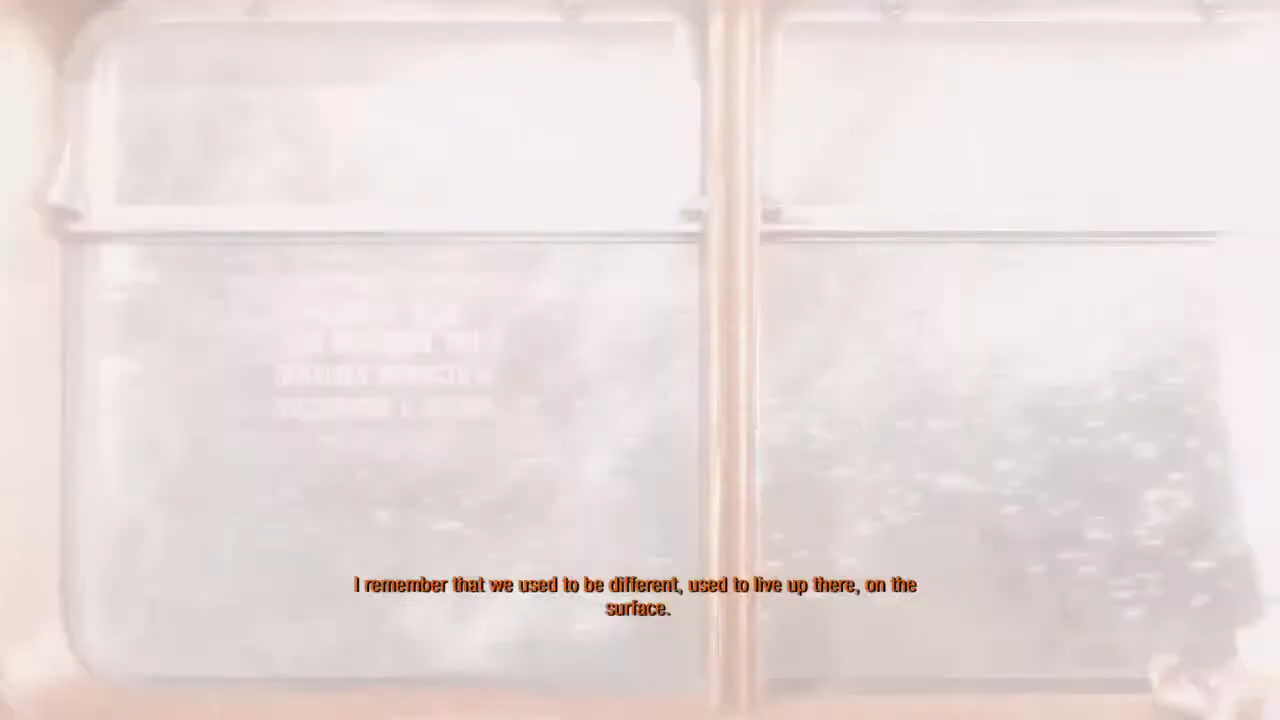 I remember that we used to be different, used to live up there, on the
surface.